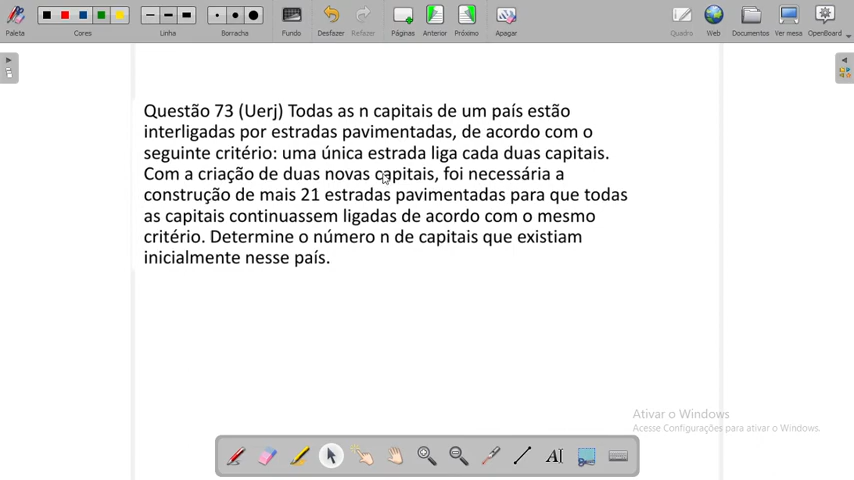 Paleta
Cores
Linha
Borracha
Fundo
Desfazer
Refazer
Páginas
Anterior
Próximo
Apagar
Quadro
Web
Documentos
Ver mesa
OpenBoard
Questão 73 (Uerj) Todas as n capitais de um país estão
interligadas por estradas pavimentadas, de acordo com o
seguinte critério: uma única estrada liga cada duas capitais.
Com a criação de duas novas capitais, foi necessária a
construção de mais 21 estradas pavimentadas para que todas
as capitais continuassem ligadas de acordo com o mesmo
critério. Determine o número n de capitais que existiam
inicialmente nesse país.
Ativar o Windows
Acesse Configurações para ativar o Windows.
AI